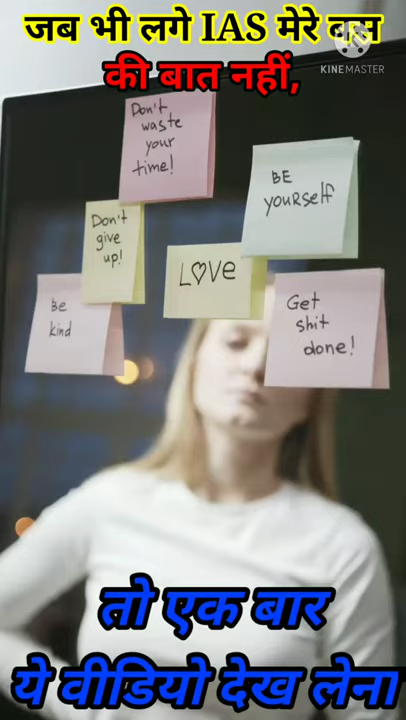 जब भी लगे IAS मेरे बस
की बात नहीं,
KINEMASTER
Don't
waste
your
time!
BE
yourself
Don't
give
up!
LOVe
Be
kind
Get
shit
done!
तो एक बार
ये वीडियो देख लेना